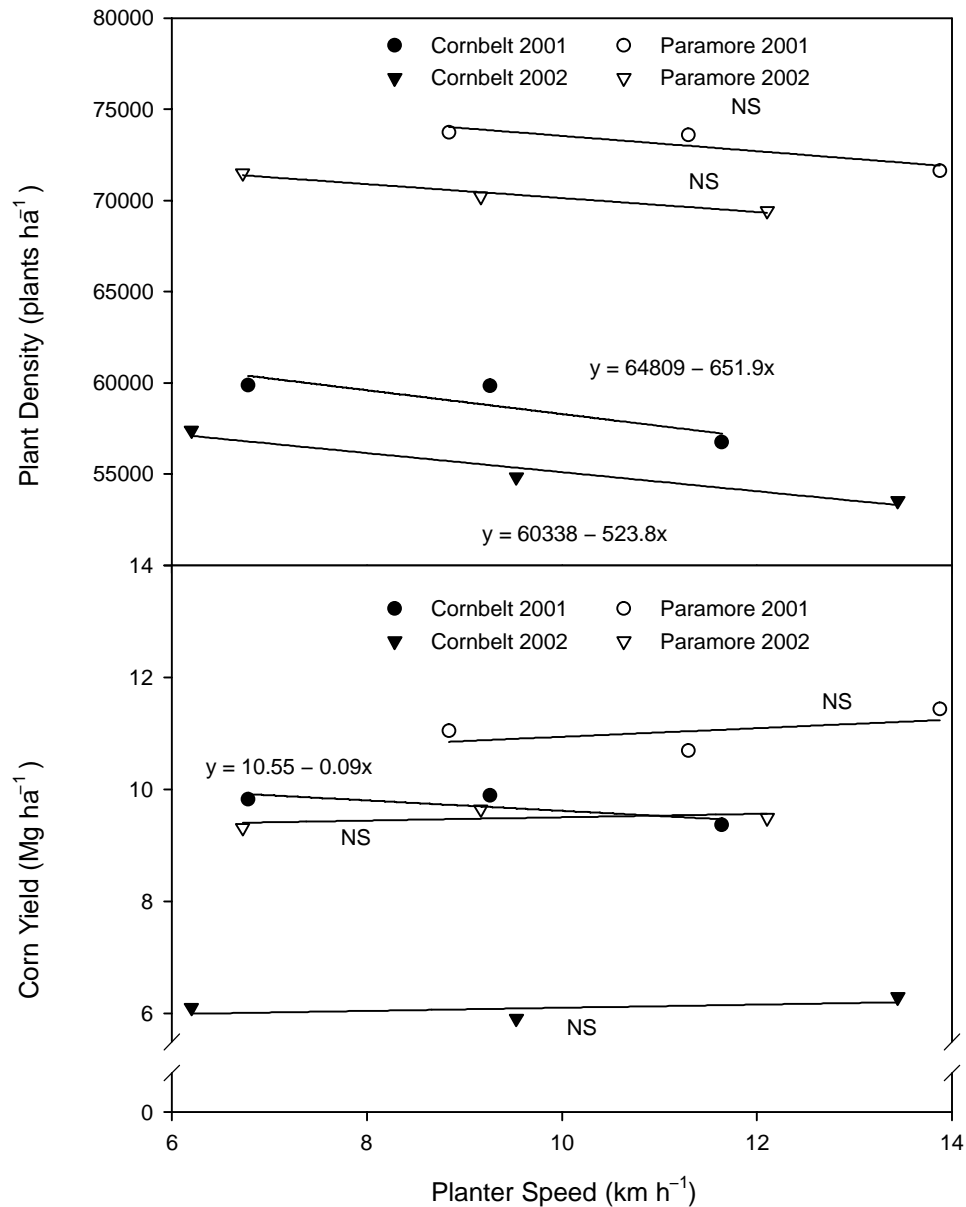 80000
● Cornbelt 2001 ○ Paramore 2001
▼ Cornbelt 2002 ▽ Paramore 2002
75000
NS
70000
NS
65000
60000
y = 64809 − 651.9x
55000
y = 60338 − 523.8x
Plant Density (plants ha⁻¹)
14
● Cornbelt 2001 ○ Paramore 2001
▼ Cornbelt 2002 ▽ Paramore 2002
12
NS
y = 10.55 − 0.09x
10
NS
8
6
NS
0
Corn Yield (Mg ha⁻¹)
6 8 10 12 14
Planter Speed (km h⁻¹)